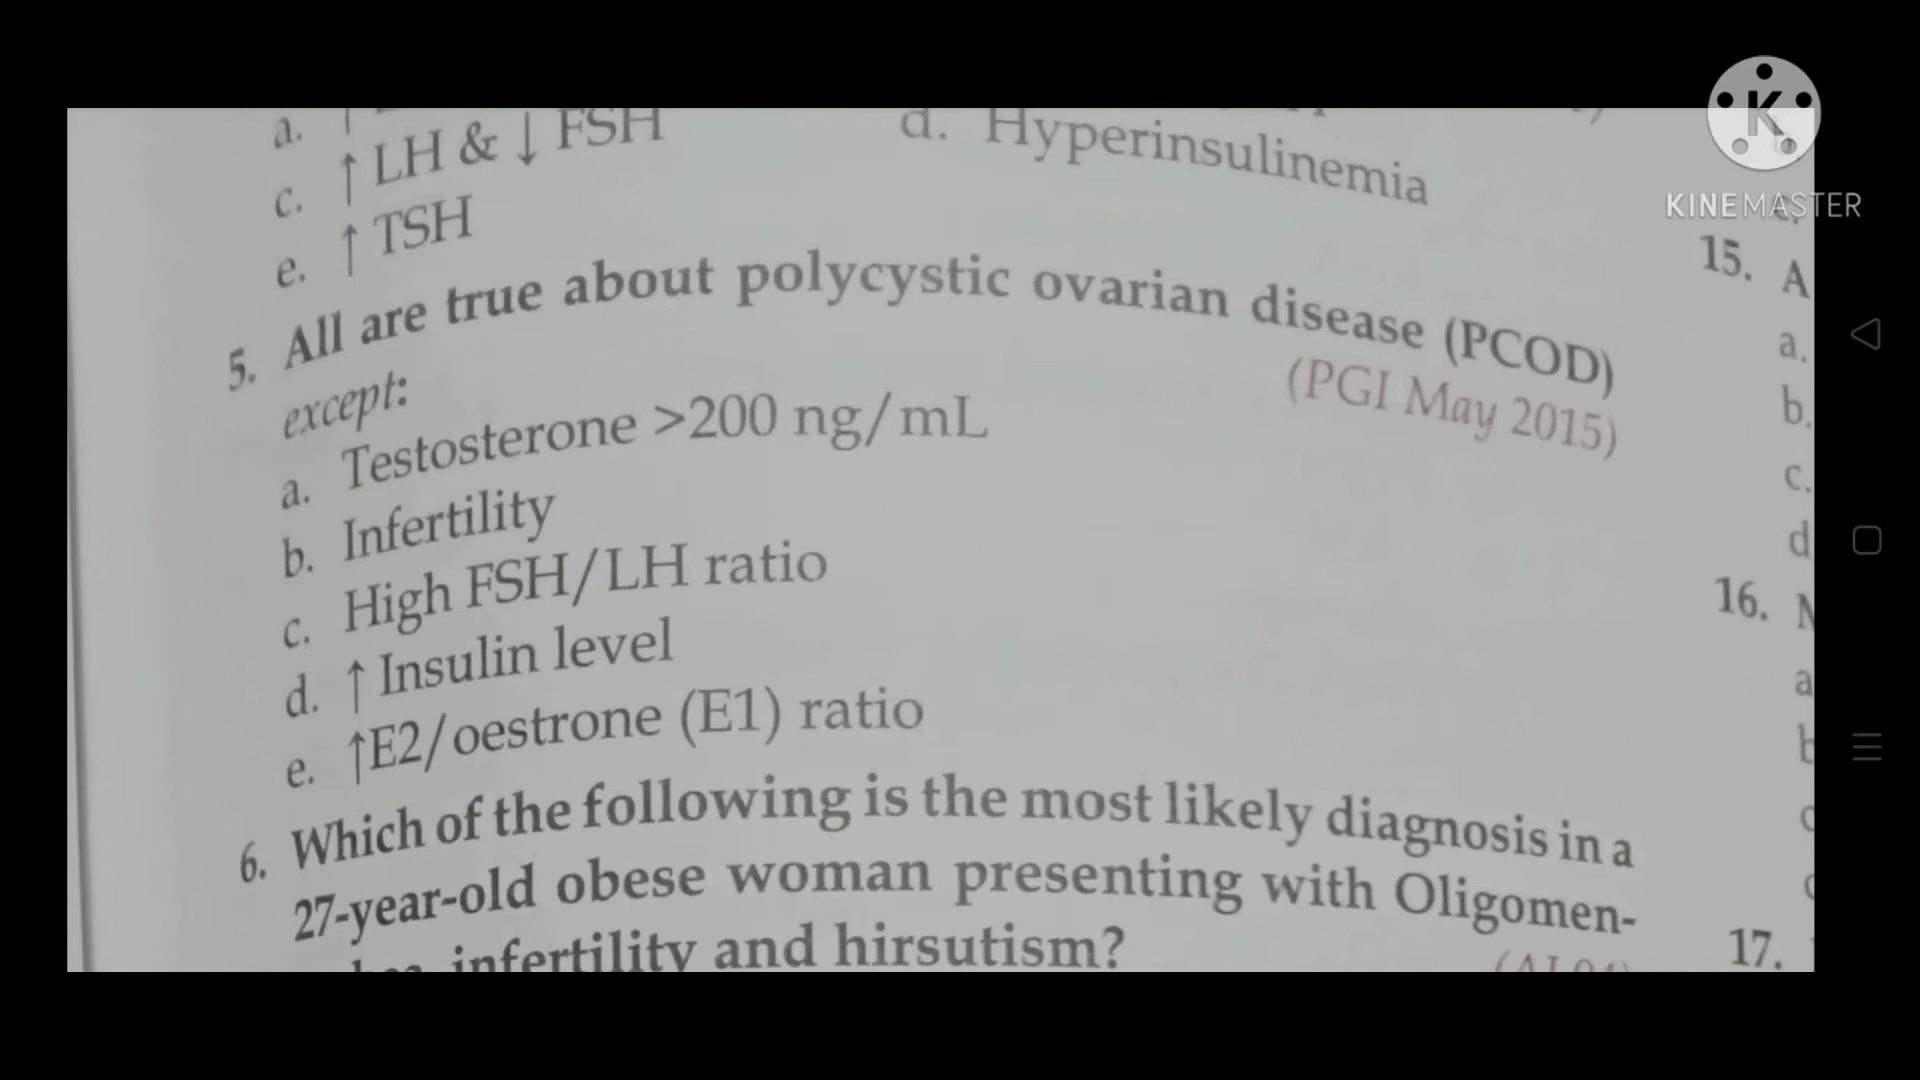 a. ↑
c. ↑ LH & ↓ FSH
d. Hyperinsulinemia
e. ↑ TSH
5. All are true about polycystic ovarian disease (PCOD)
except:
(PGI May 2015)
a. Testosterone >200 ng/mL
b. Infertility
c. High FSH/LH ratio
d. ↑ Insulin level
e. ↑E2/oestrone (E1) ratio
6. Which of the following is the most likely diagnosis in a
27-year-old obese woman presenting with Oligomen-
infertility and hirsutism?
K
KINEMASTER
15. A
a.
b.
c.
d
16.
a
b
c
17.